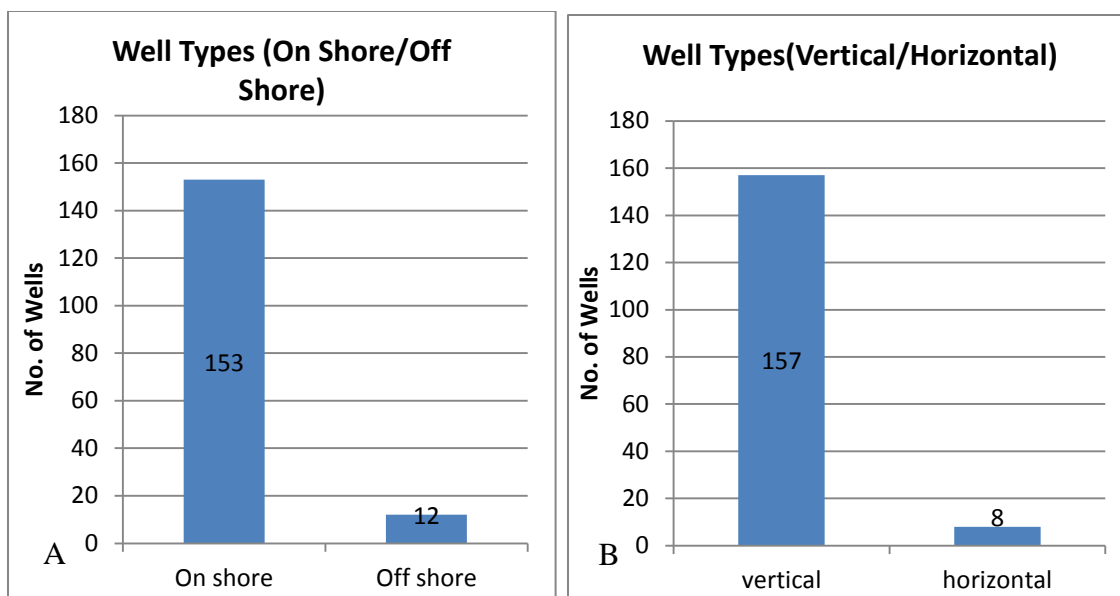 Well Types (On Shore/Off
Shore)
180
160
140
120
100
80
60
40
20
0
No. of Wells
153
12
On shore
Off shore
A
Well Types(Vertical/Horizontal)
180
160
140
120
100
80
60
40
20
0
No. of Wells
157
8
vertical
horizontal
B